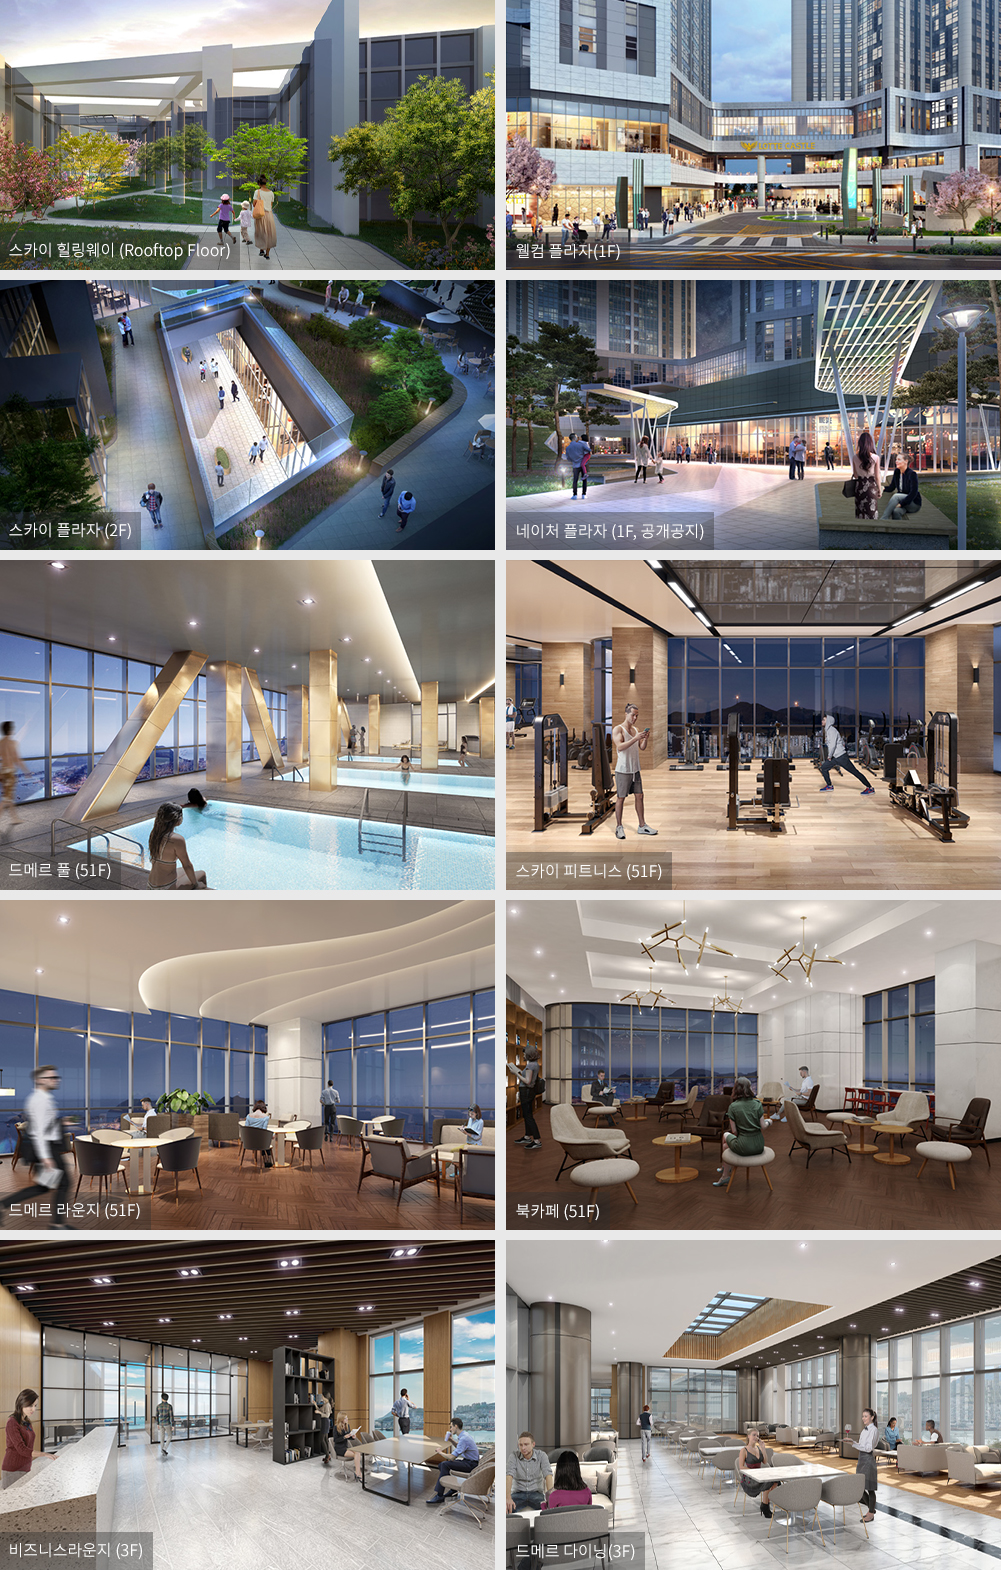 스카이 힐링웨이 (Rooftop Floor)
LOTTE CASTLE
웰컴 플라자(1F)
스카이 플라자 (2F)
네이처 플라자 (1F, 공개공지)
드메르 풀 (51F)
스카이 피트니스 (51F)
드메르 라운지 (51F)
북카페 (51F)
비즈니스라운지 (3F)
드메르 다이닝(3F)